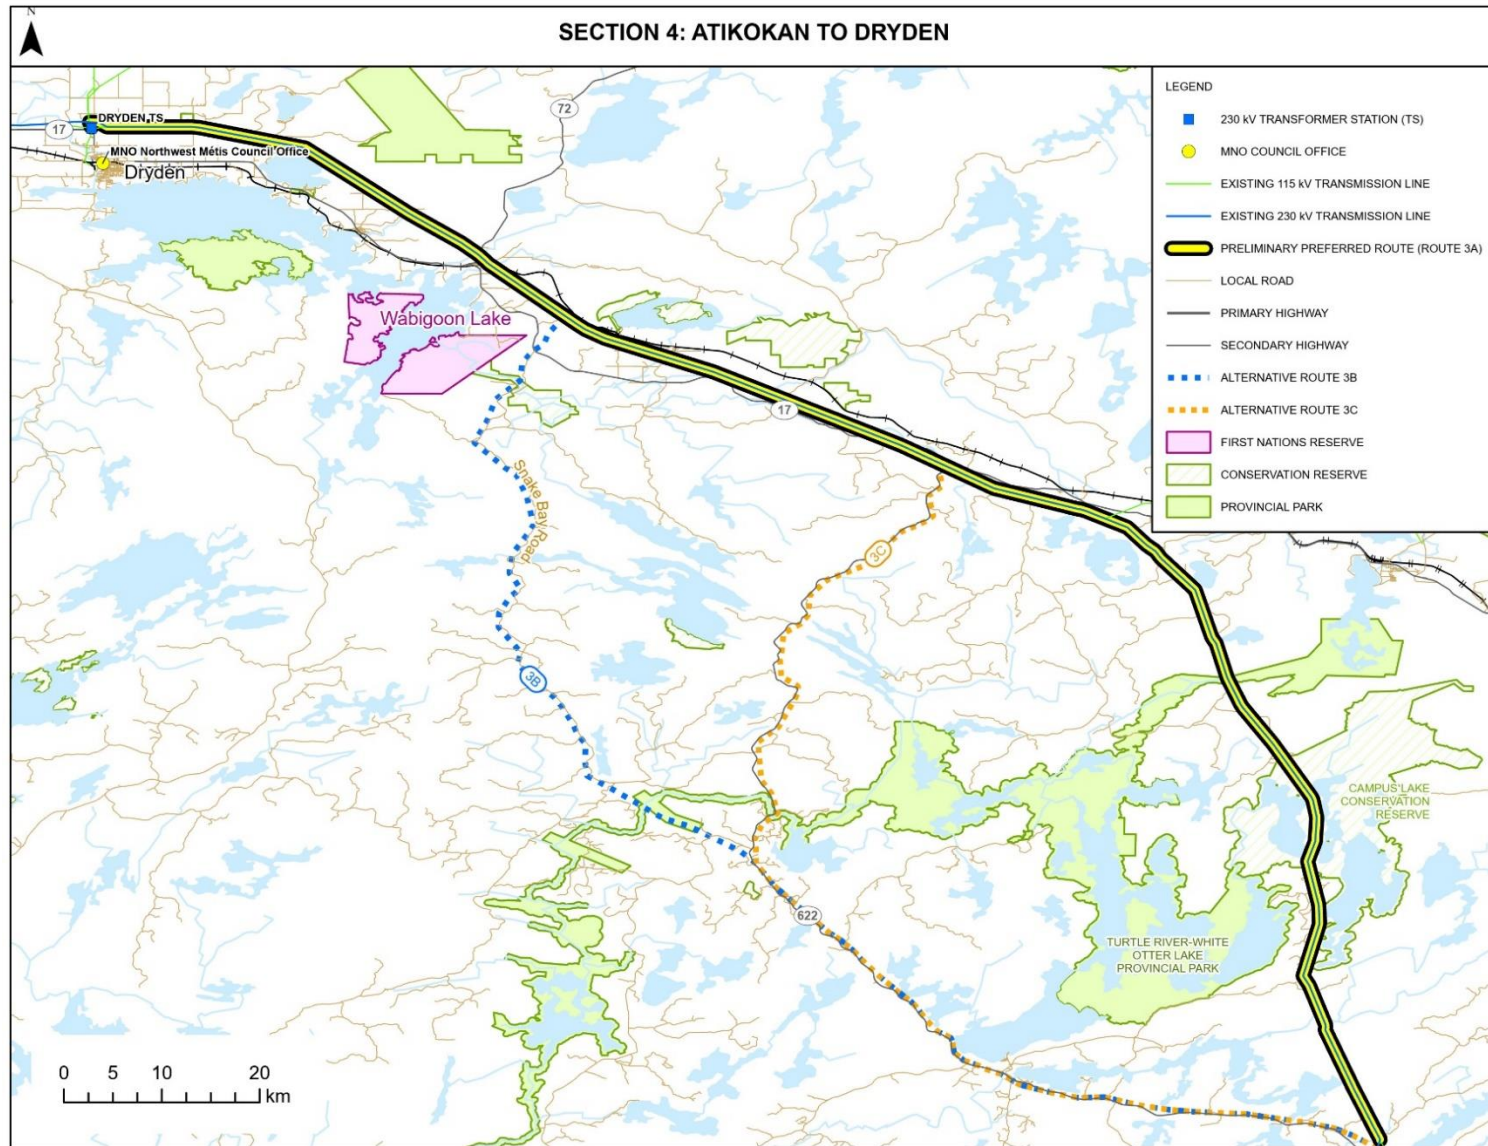 N
SECTION 4: ATIKOKAN TO DRYDEN
LEGEND
230 kV TRANSFORMER STATION (TS)
MNO COUNCIL OFFICE
EXISTING 115 kV TRANSMISSION LINE
EXISTING 230 kV TRANSMISSION LINE
PRELIMINARY PREFERRED ROUTE (ROUTE 3A)
LOCAL ROAD
PRIMARY HIGHWAY
SECONDARY HIGHWAY
ALTERNATIVE ROUTE 3B
ALTERNATIVE ROUTE 3C
FIRST NATIONS RESERVE
CONSERVATION RESERVE
PROVINCIAL PARK
72
DRYDEN TS
17
MNO Northwest Métis Council Office
Dryden
Wabigoon Lake
17
Snake Bay Road
3C
3B
CAMPUS LAKE
CONSERVATION
RESERVE
622
TURTLE RIVER-WHITE
OTTER LAKE
PROVINCIAL PARK
0 5 10 20
km